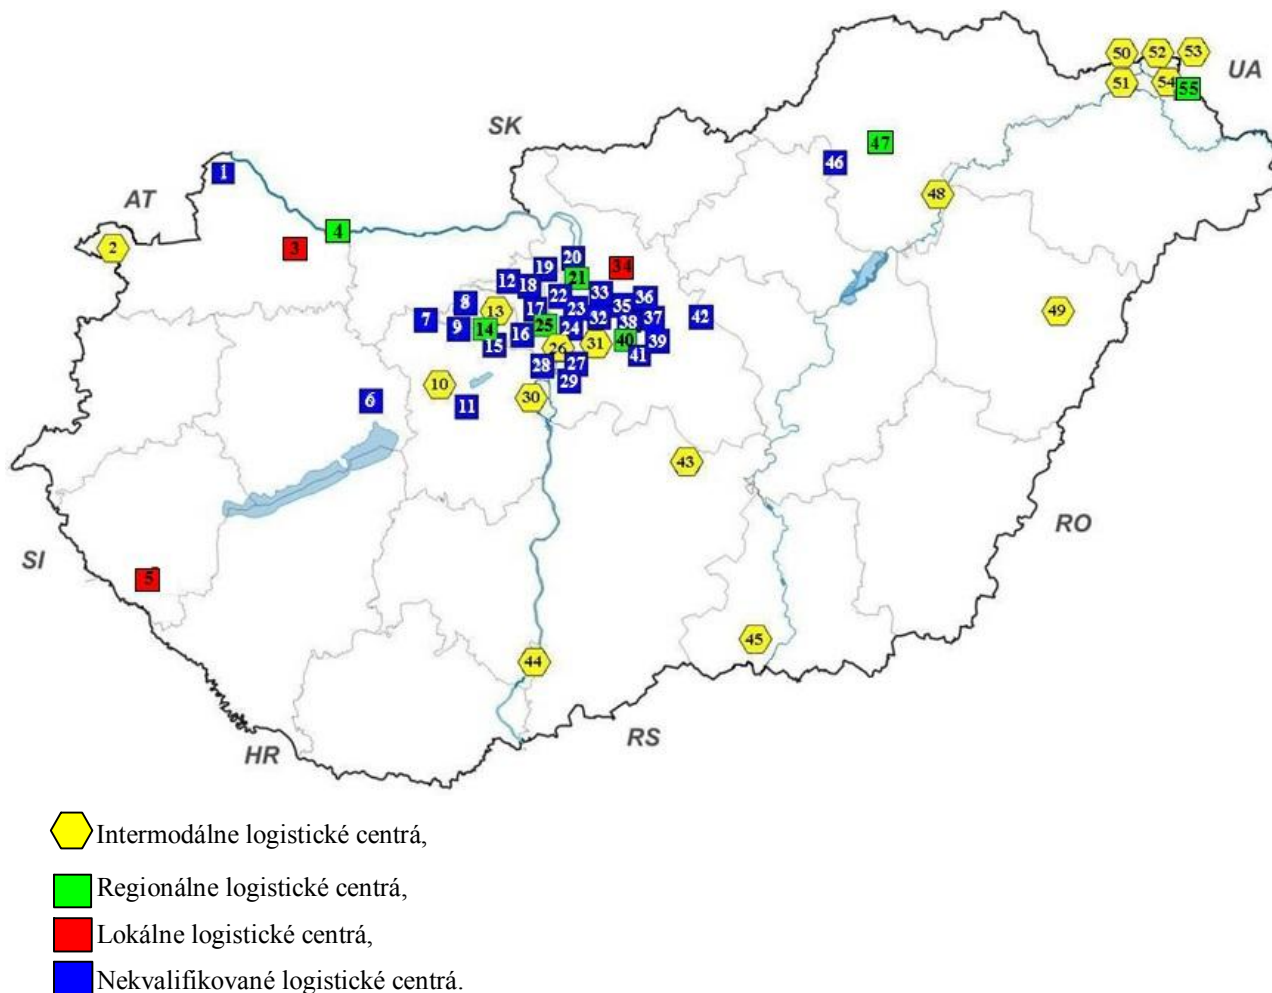 50 52 53
UA
51 54 55
SK
47
1
46
AT
48
4
2 3
20
19 21 34
12 18
33
22 36
8 13 35
17 23 49
7 32 37 42
9 14 25 38
16 24
15 26 31 40 39
41
28 27
29
10
30
6 11
43
RO
SI
5
45
44
RS
HR
Intermodálne logistické centrá,
Regionálne logistické centrá,
Lokálne logistické centrá,
Nekvalifikované logistické centrá.